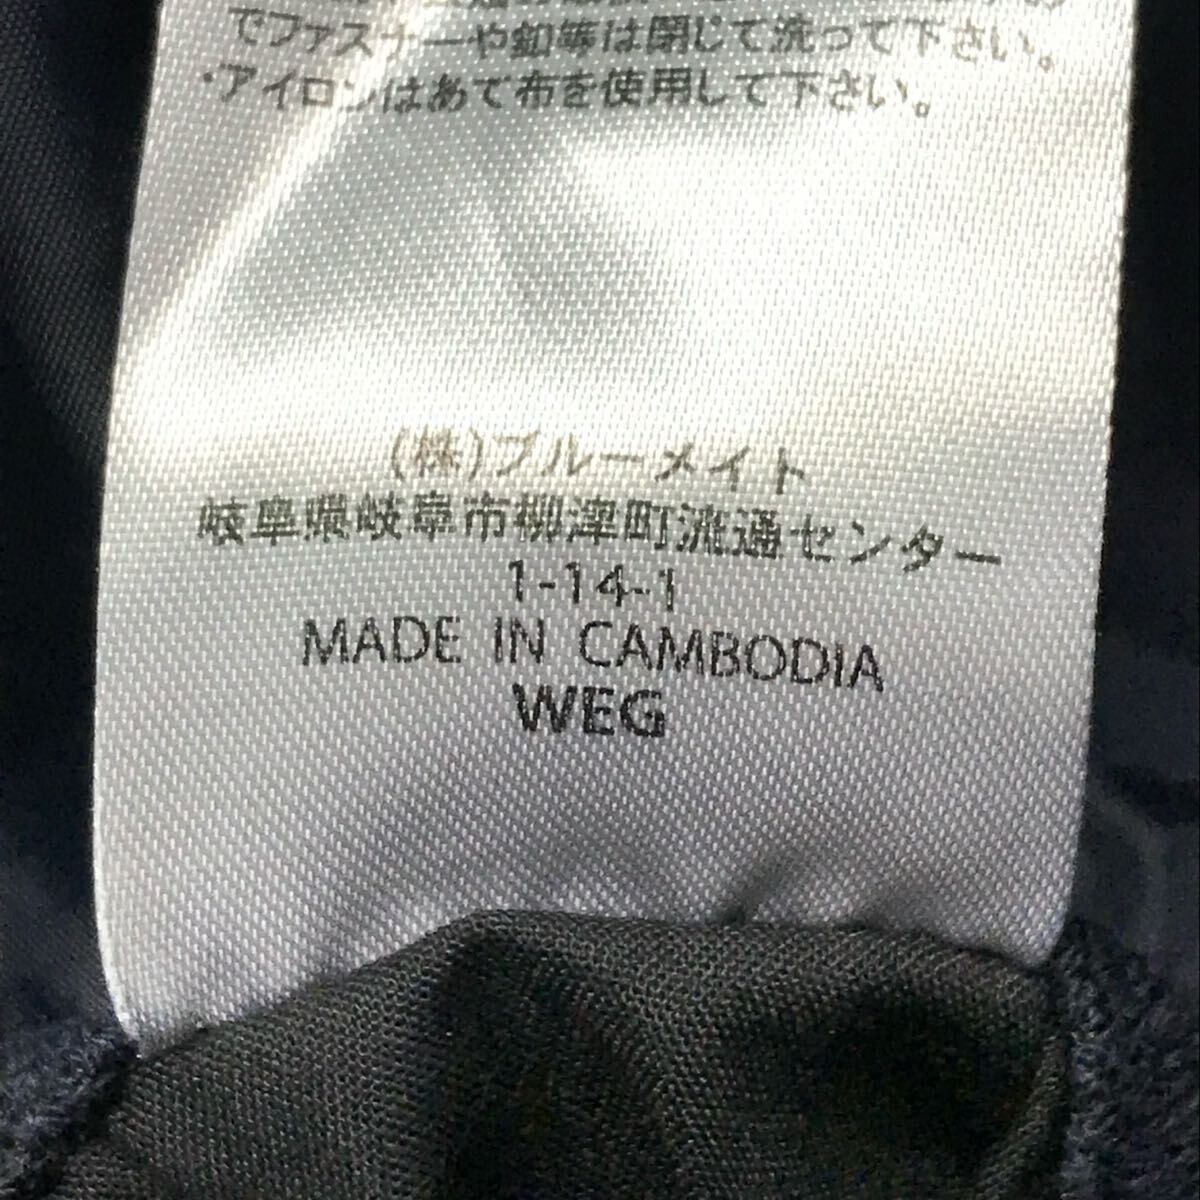 でファスナーや釦等は閉じて洗って下さい。
・アイロンはあて布を使用して下さい。
(株)ブルーメイト
岐阜県岐阜市柳津町流通センター
1-14-1
MADE IN CAMBODIA
WEG